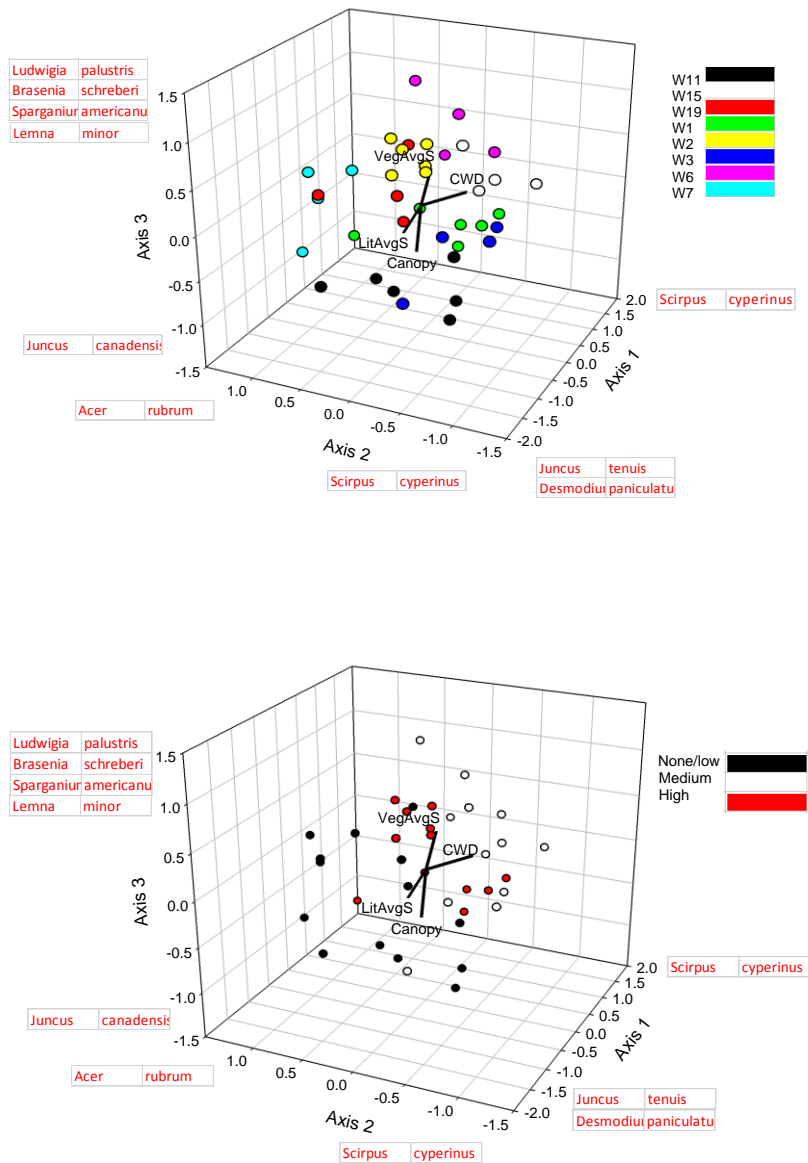 Ludwigia palustris
Brasenia schreberi
Sparganiur americanu
Lemna minor
W11
W15
W19
W1
W2
W3
W6
W7
1.5
1.0
0.5
0.0
-0.5
-1.0
-1.5
Axis 3
VegAvgS
CWD
LitAvgS
Canopy
1.0
0.5
0.0
-0.5
-1.0
-1.5
Axis 2
2.0
1.5
1.0
0.5
0.0
-0.5
-1.0
-1.5
-2.0
Axis 1
Scirpus cyperinus
Juncus canadensis
Acer rubrum
Scirpus cyperinus
Juncus tenuis
Desmodiur paniculatu
Ludwigia palustris
Brasenia schreberi
Sparganiur americanu
Lemna minor
None/low
Medium
High
1.5
1.0
0.5
0.0
-0.5
-1.0
-1.5
Axis 3
VegAvgS
CWD
LitAvgS
Canopy
1.0
0.5
0.0
-0.5
-1.0
-1.5
Axis 2
2.0
1.5
1.0
0.5
0.0
-0.5
-1.0
-1.5
-2.0
Axis 1
Scirpus cyperinus
Juncus canadensis
Acer rubrum
Juncus tenuis
Desmodiur paniculatu
Scirpus cyperinus